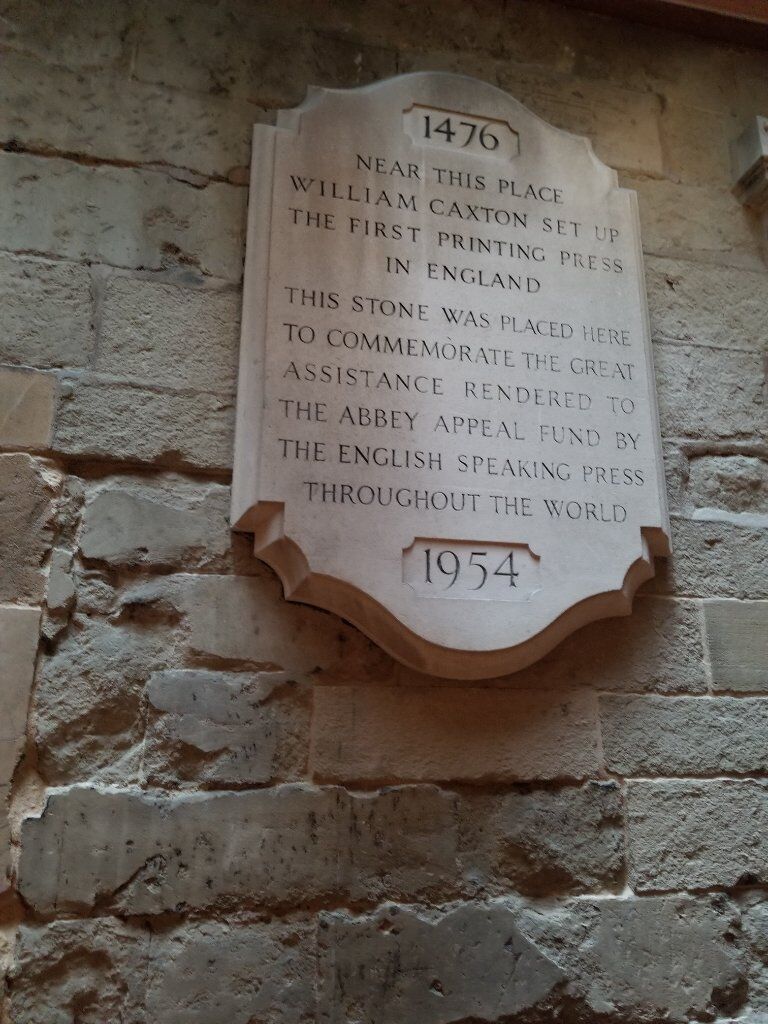 1476
NEAR THIS PLACE
WILLIAM CAXTON SET UP
THE FIRST PRINTING PRESS
IN ENGLAND
THIS STONE WAS PLACED HERE
TO COMMEMORATE THE GREAT
ASSISTANCE RENDERED TO
THE ABBEY APPEAL FUND BY
THE ENGLISH SPEAKING PRESS
THROUGHOUT THE WORLD
1954